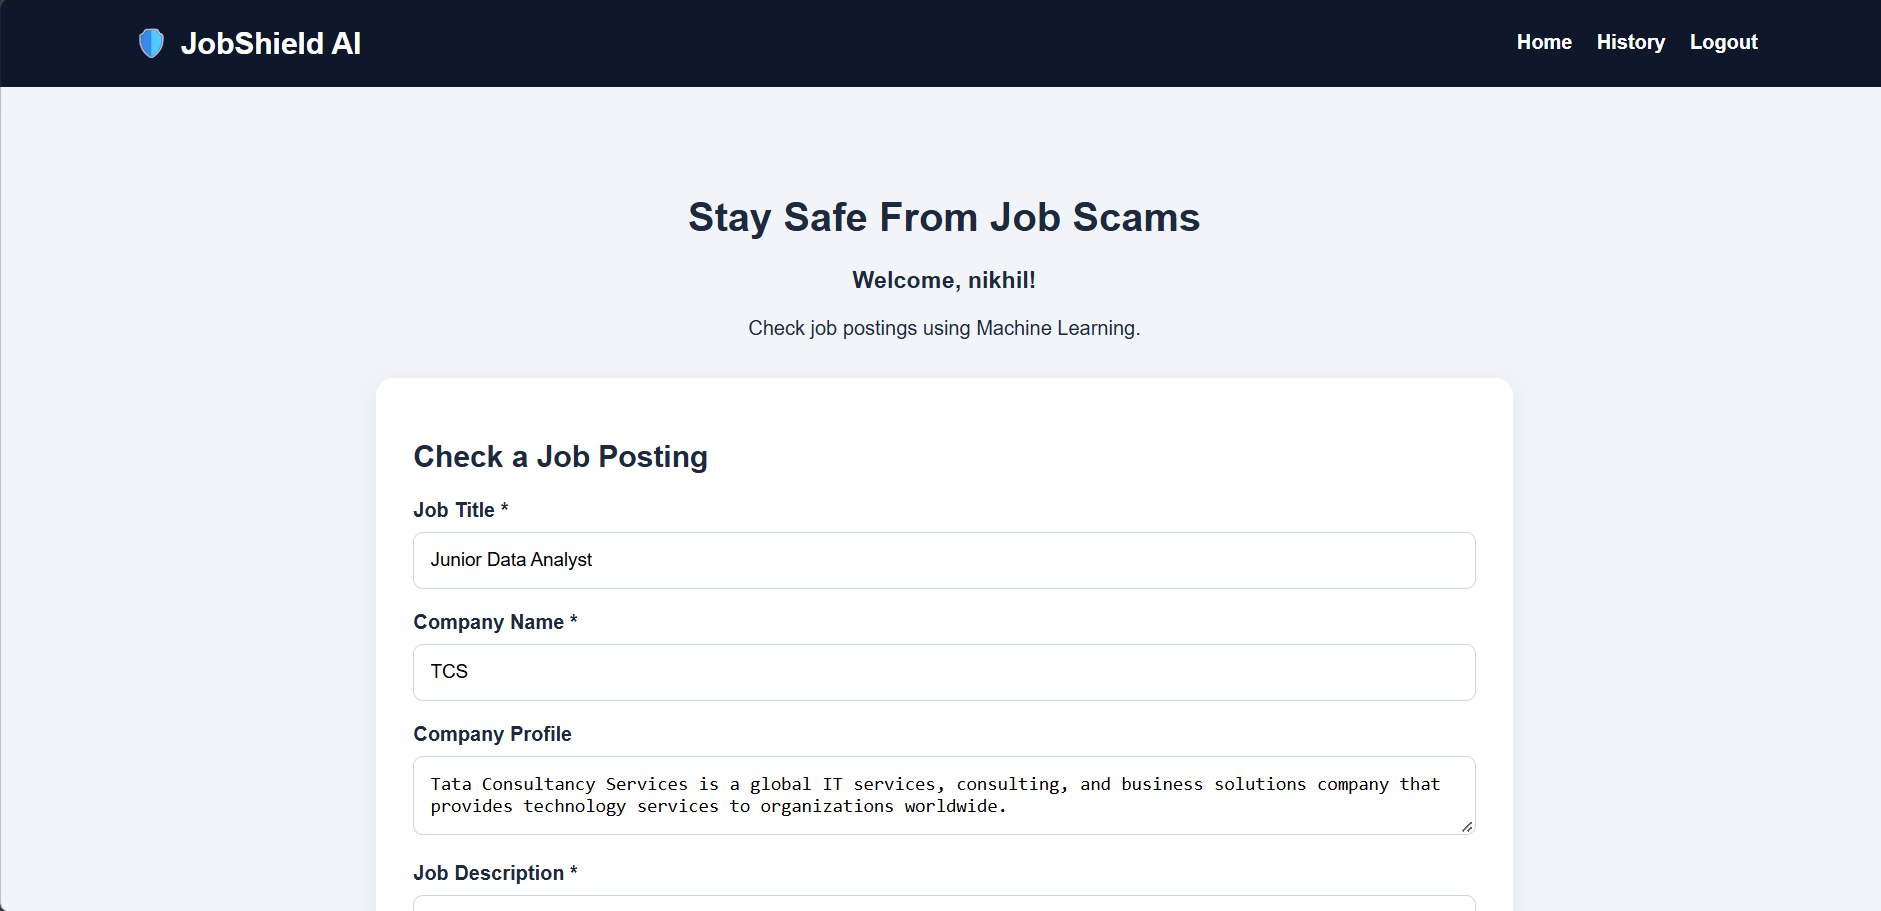 JobShield AI
Home History Logout
Stay Safe From Job Scams
Welcome, nikhil!
Check job postings using Machine Learning.
Check a Job Posting
Job Title *
Junior Data Analyst
Company Name *
TCS
Company Profile
Tata Consultancy Services is a global IT services, consulting, and business solutions company that
provides technology services to organizations worldwide.
Job Description *